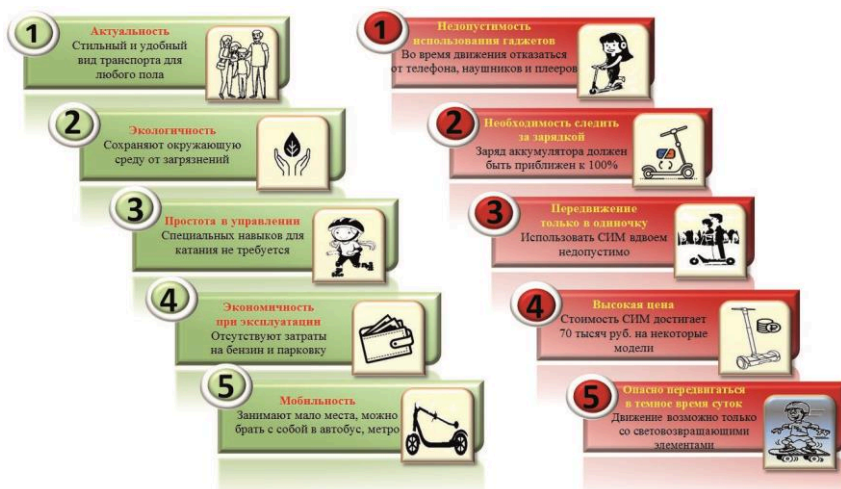 1
Актуальность
Стильный и удобный
вид транспорта для
любого пола
2
Экологичность
Сохраняют окружающую
среду от загрязнений
3
Простота в управлении
Специальных навыков для
катания не требуется
4
Экономичность
при эксплуатации
Отсутствуют затраты
на бензин и парковку
5
Мобильность
Занимают мало места, можно
брать с собой в автобус, метро
1
Недопустимость
использования гаджетов
Во время движения отказаться
от телефона, наушников и плееров
2
Необходимость следить
за зарядкой
Заряд аккумулятора должен
быть приближен к 100%
3
Передвижение
только в одиночку
Использовать СИМ вдвоем
недопустимо
4
Высокая цена
Стоимость СИМ достигает
70 тысяч руб. на некоторые
модели
5
Опасно передвигаться
в темное время суток
Движение возможно только
со световозвращающими
элементами